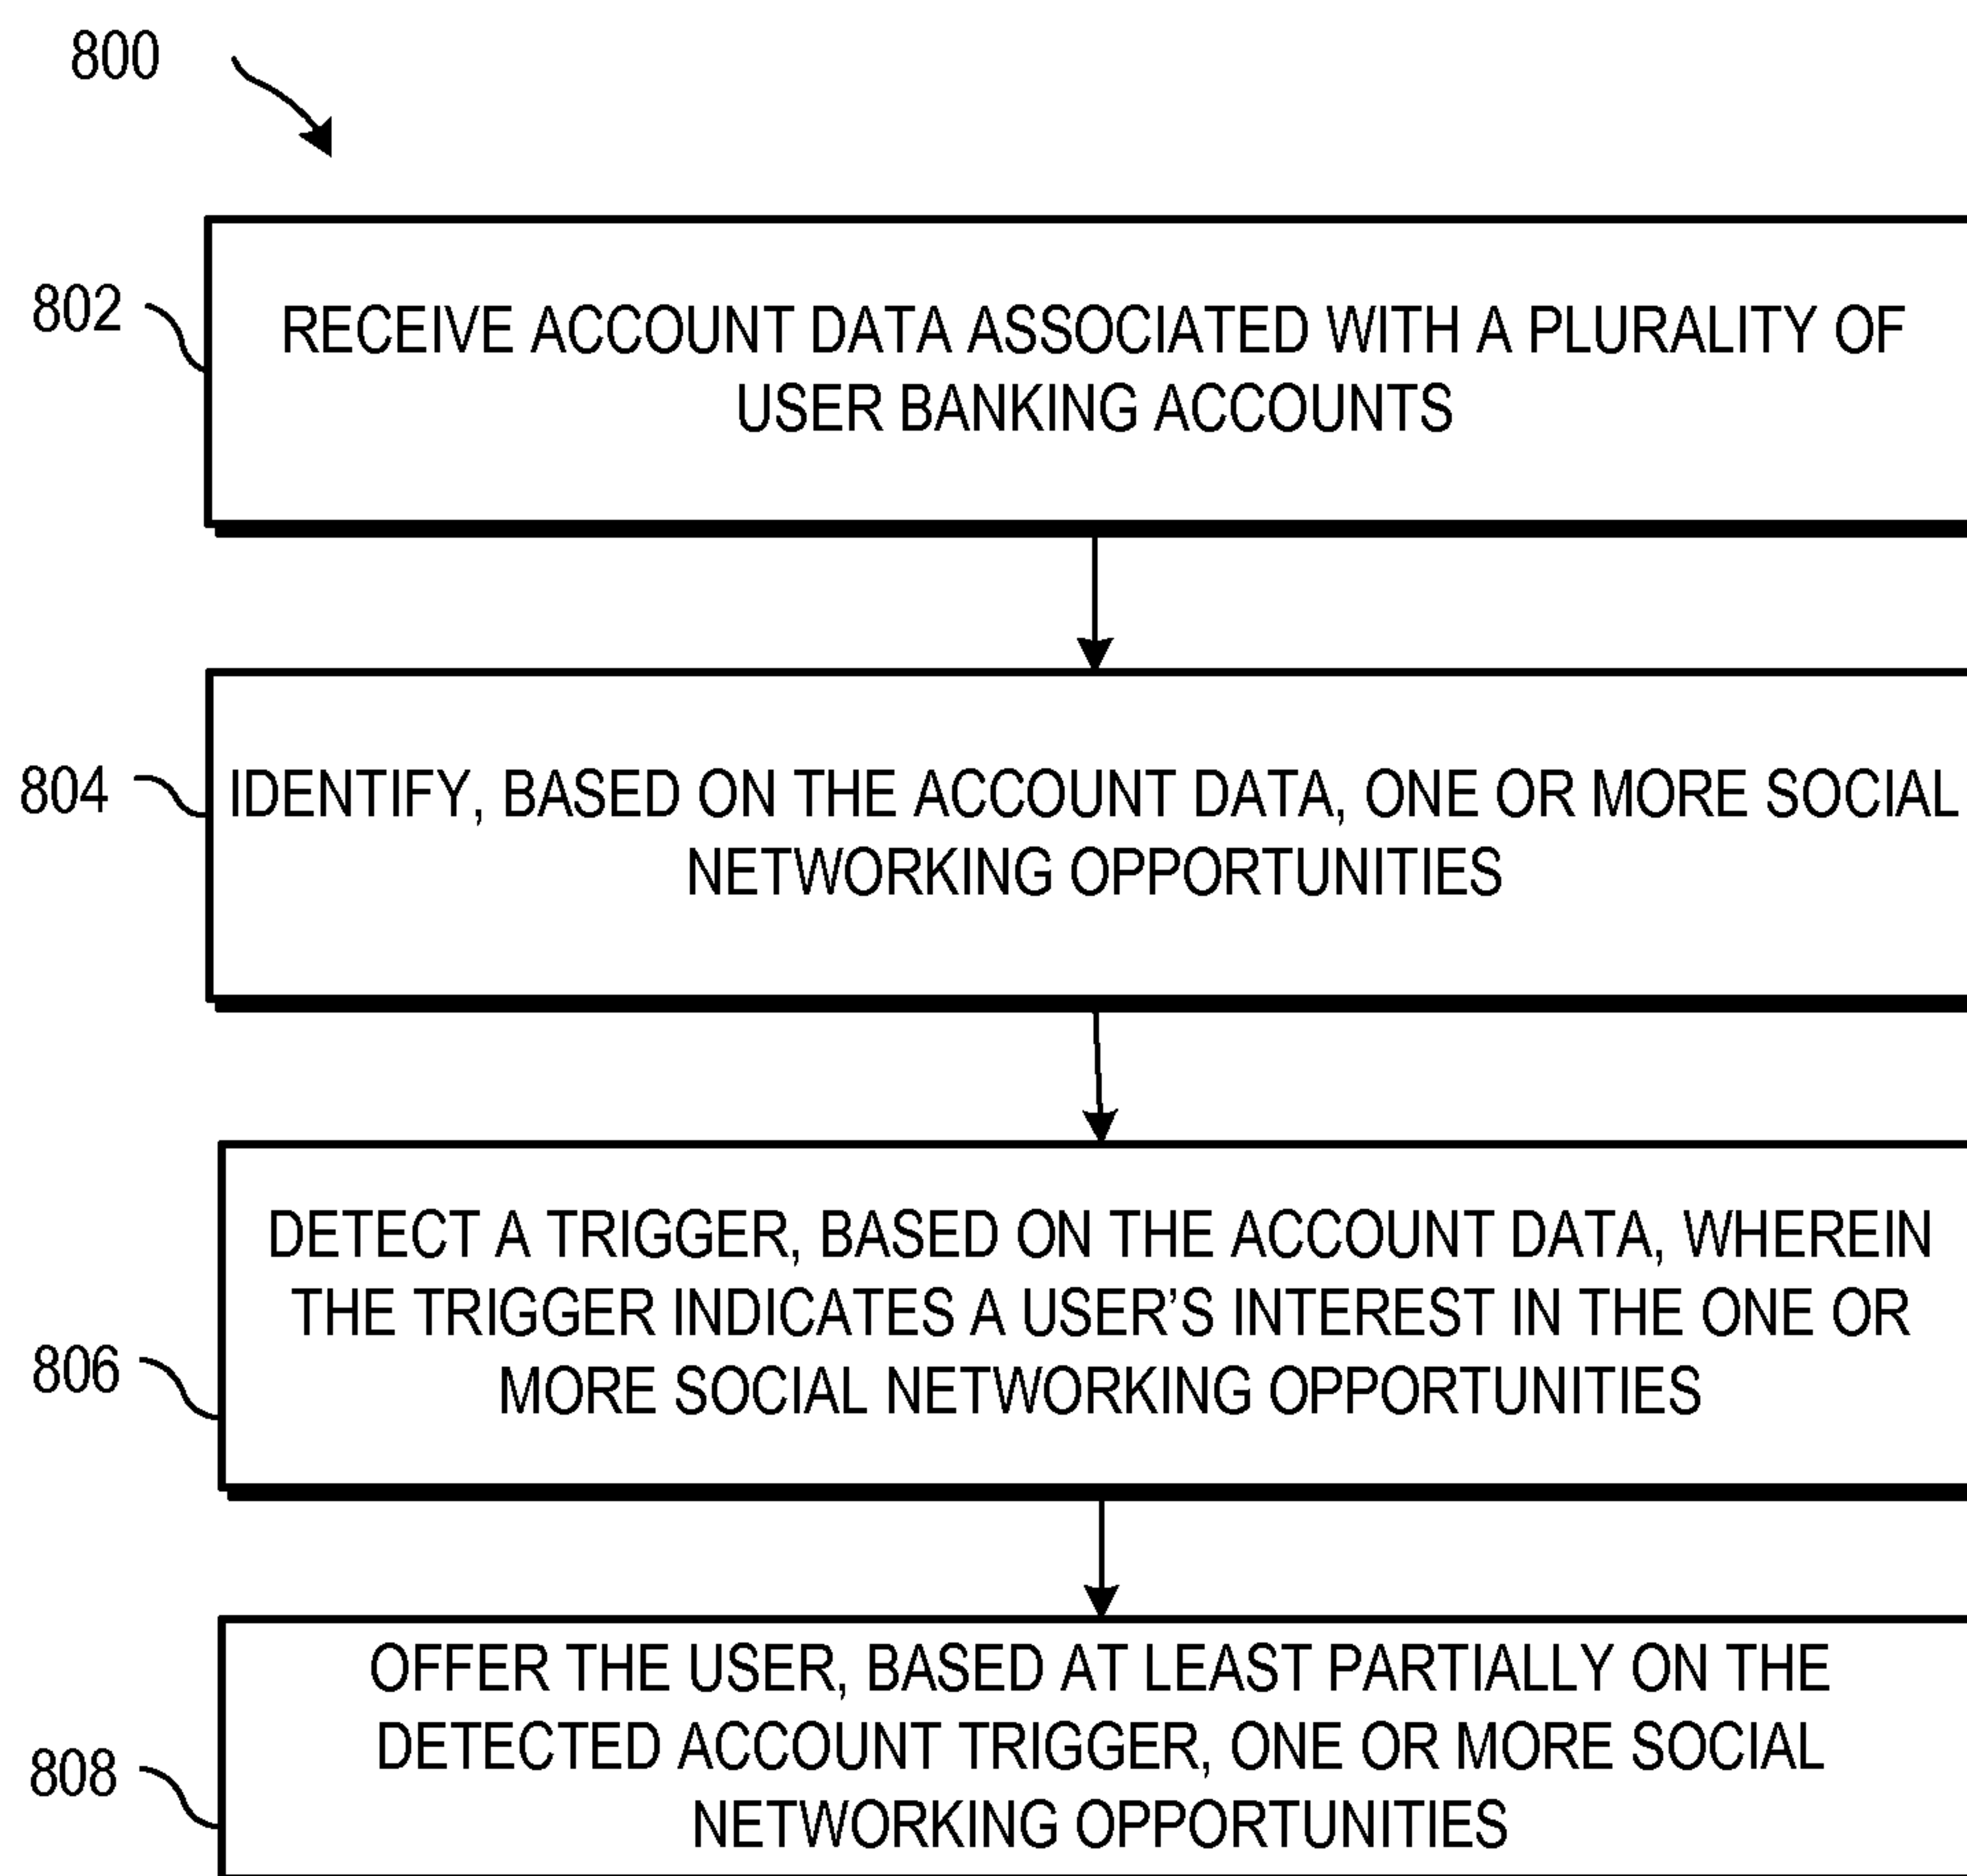 800
802
RECEIVE ACCOUNT DATA ASSOCIATED WITH A PLURALITY OF
USER BANKING ACCOUNTS
804
IDENTIFY, BASED ON THE ACCOUNT DATA, ONE OR MORE SOCIAL
NETWORKING OPPORTUNITIES
DETECT A TRIGGER, BASED ON THE ACCOUNT DATA, WHEREIN
THE TRIGGER INDICATES A USER’S INTEREST IN THE ONE OR
806
MORE SOCIAL NETWORKING OPPORTUNITIES
OFFER THE USER, BASED AT LEAST PARTIALLY ON THE
DETECTED ACCOUNT TRIGGER, ONE OR MORE SOCIAL
808
NETWORKING OPPORTUNITIES